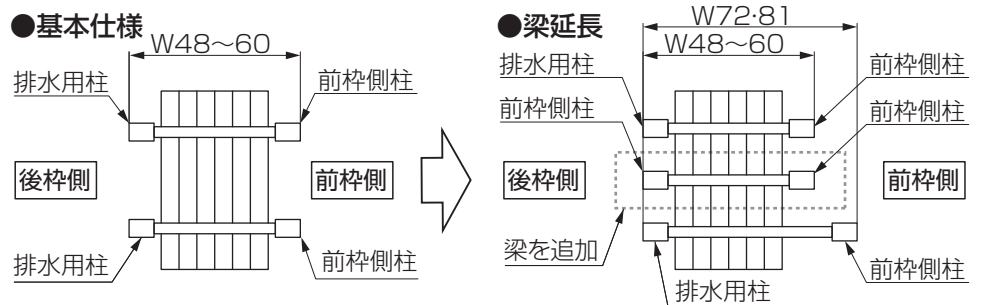 ●基本仕様
W48～60
排水用柱
前枠側柱
後枠側
前枠側
排水用柱
前枠側柱
●梁延長
W72･81
W48～60
排水用柱
前枠側柱
前枠側柱
前枠側柱
後枠側
前枠側
梁を追加
前枠側柱
排水用柱